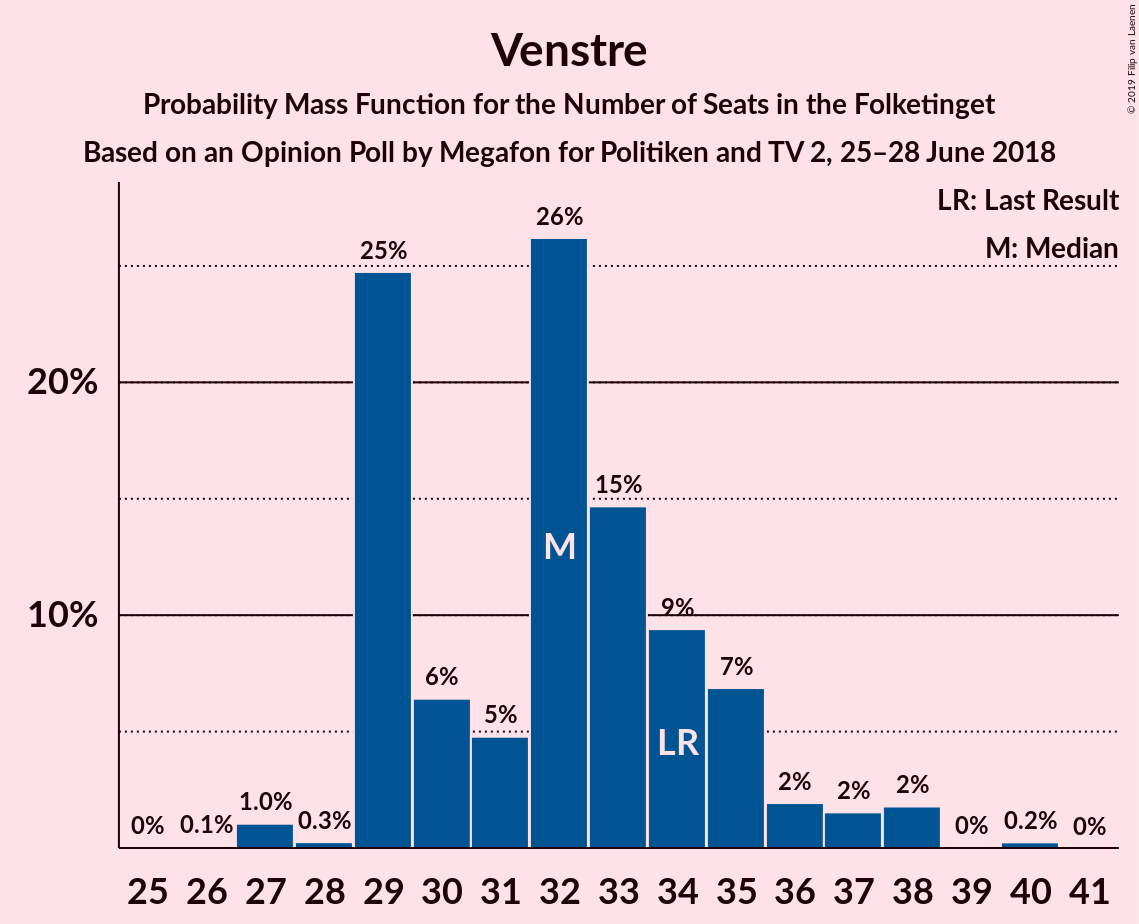 Venstre
Probability Mass Function for the Number of Seats in the Folketinget
Based on an Opinion Poll by Megafon for Politiken and TV 2, 25–28 June 2018
© 2019 Filip van Laenen
LR: Last Result
M: Median
20%
10%
0%
0.1%
1.0%
0.3%
25%
6%
5%
26%
15%
9%
7%
2%
2%
2%
0%
0.2%
0%
M
LR
25 26 27 28 29 30 31 32 33 34 35 36 37 38 39 40 41